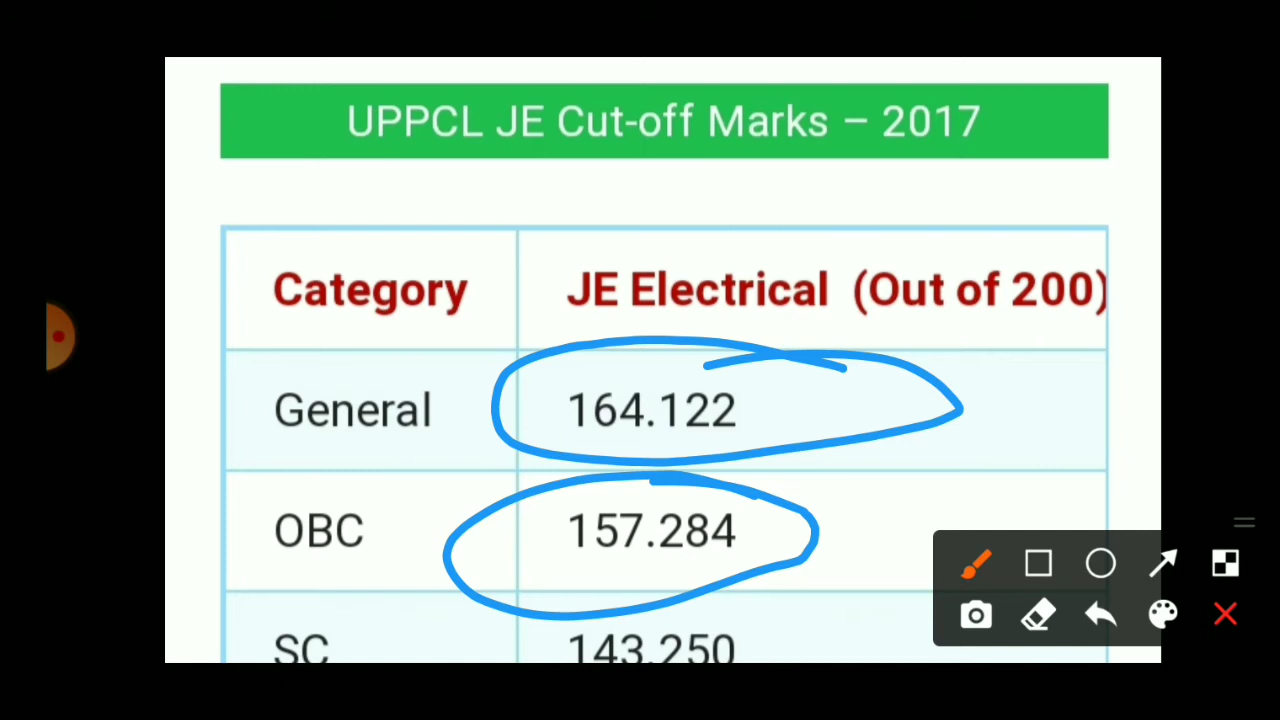 UPPCL JE Cut-off Marks – 2017
Category JE Electrical (Out of 200)
General 164.122
OBC 157.284
SC 143.250